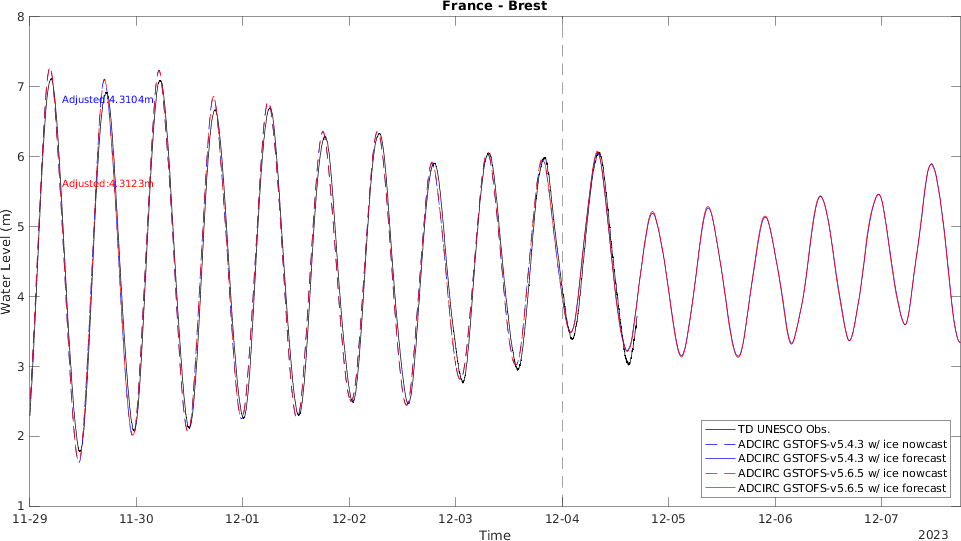 France - Brest
8
7
6
5
4
3
2
1
Water Level (m)
Adjusted:4.3104m
Adjusted:4.3123m
TD UNESCO Obs.
ADCIRC GSTOFS-v5.4.3 w/ ice nowcast
ADCIRC GSTOFS-v5.4.3 w/ ice forecast
ADCIRC GSTOFS-v5.6.5 w/ ice nowcast
ADCIRC GSTOFS-v5.6.5 w/ ice forecast
11-29 11-30 12-01 12-02 12-03 12-04 12-05 12-06 12-07
Time
2023